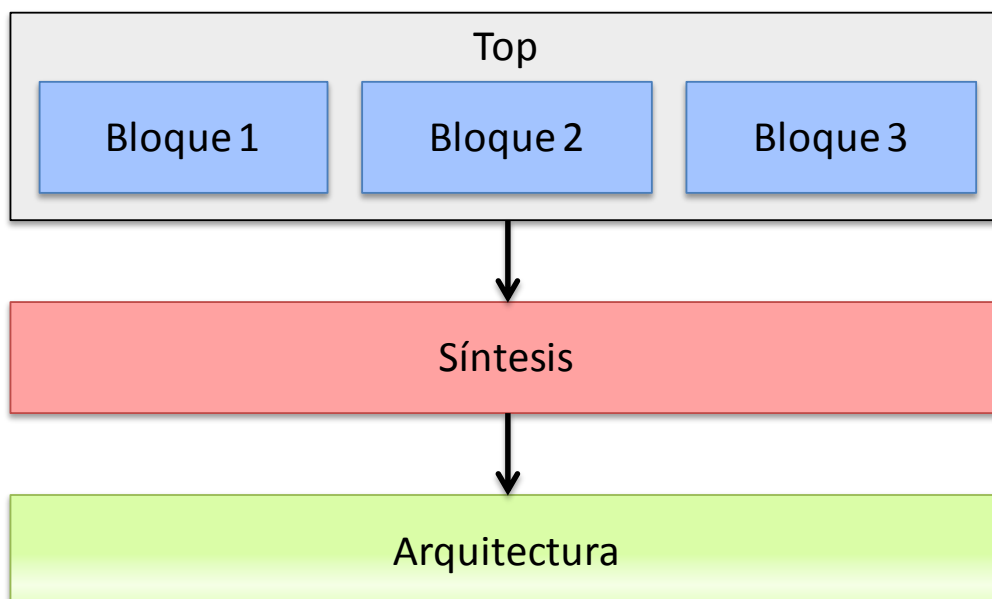 Top
Bloque 1
Bloque 2
Bloque 3
Síntesis
Arquitectura